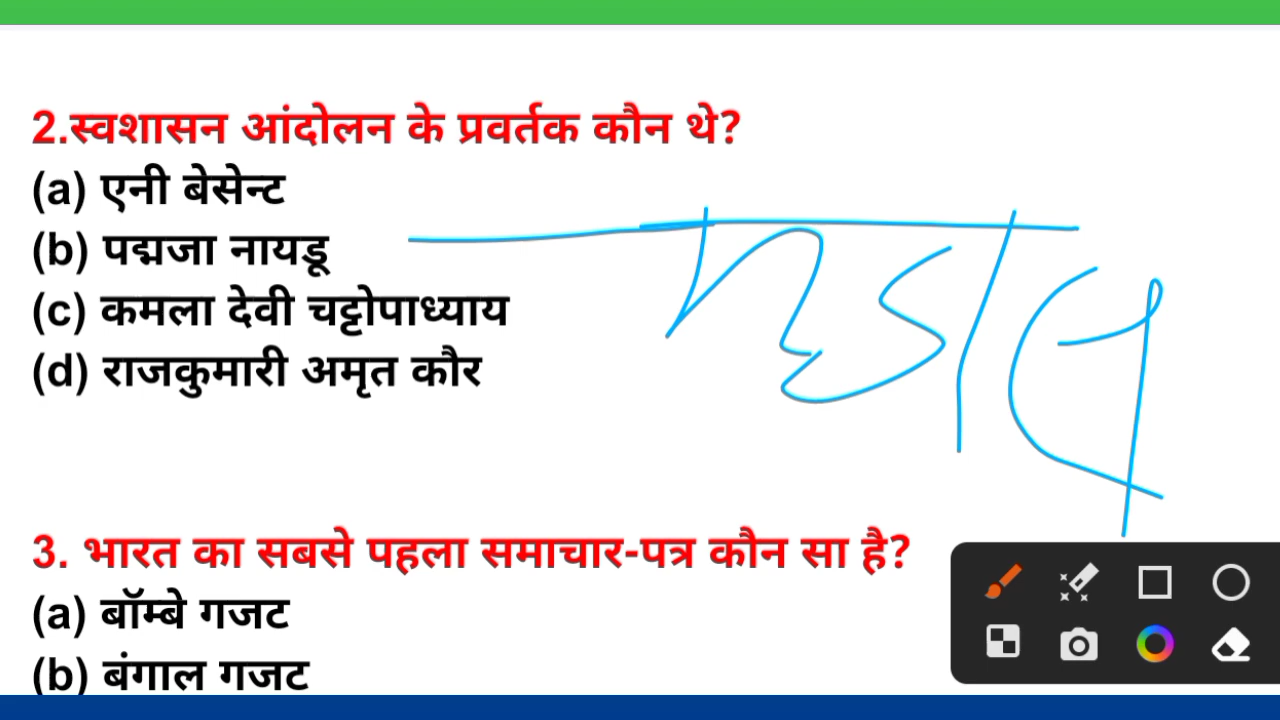 2.स्वशासन आंदोलन के प्रवर्तक कौन थे?
(a) एनी बेसेन्ट
(b) पद्मजा नायडू
(c) कमला देवी चट्टोपाध्याय
(d) राजकुमारी अमृत कौर
3. भारत का सबसे पहला समाचार-पत्र कौन सा है?
(a) बॉम्बे गजट
(b) बंगाल गजट